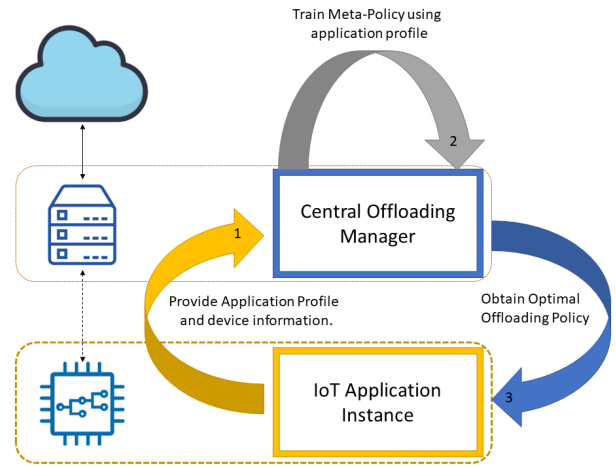 Train Meta-Policy using
application profile
2
Central Offloading
Manager
1
Provide Application Profile
and device information.
Obtain Optimal
Offloading Policy
IoT Application
Instance
3